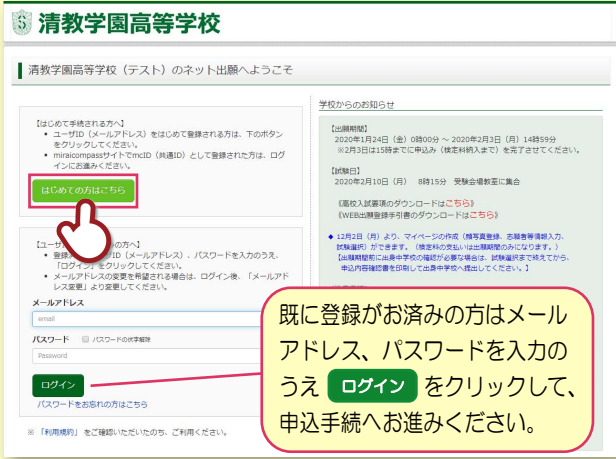 清教学園高等学校
清教学園高等学校（テスト）のネット出願へようこそ
【はじめて手続される方へ】
• ユーザID（メールアドレス）をはじめて登録される方は、下のボタン
をクリックしてください。
• miraicompassサイトでmcID（共通ID）として登録された方は、ログ
インにお進みください。
はじめての方はこちら
【ユーザ
の方へ】
• 登録
ID（メールアドレス）、パスワードを入力のうえ、
「ログイン」をクリックしてください。
• メールアドレスの変更を希望される場合は、ログイン後、「メールアド
レス変更」より変更してください。
メールアドレス
email
パスワード パスワードの伏字解除
Password
ログイン
パスワードをお忘れの方はこちら
※ 「利用規約」 をご確認いただいたのち、ご利用ください。
学校からのお知らせ
【出願期間】
2020年1月24日（金）0時00分 ～ 2020年2月3日（月）14時59分
※2月3日は15時までに申込み（検定料納入まで）を完了させてください。
【試験日】
2020年2月10日（月） 8時15分 受験会場教室に集合
《高校入試要項のダウンロードはこちら》
《WEB出願登録手引書のダウンロードはこちら》
◆ 12月2日（月）より、マイページの作成（顔写真登録、志願者等情報入力、
試験選択）ができます。（検定料の支払いは出願期間のみになります。）
【出願期間前に出身中学校の確認が必要な場合は、試験選択まで終えてから、
申込内容確認書を印刷して出身中学校へ提出してください。】
既に登録がお済みの方はメール
アドレス、パスワードを入力の
うえ ログイン をクリックして、
申込手続へお進みください。